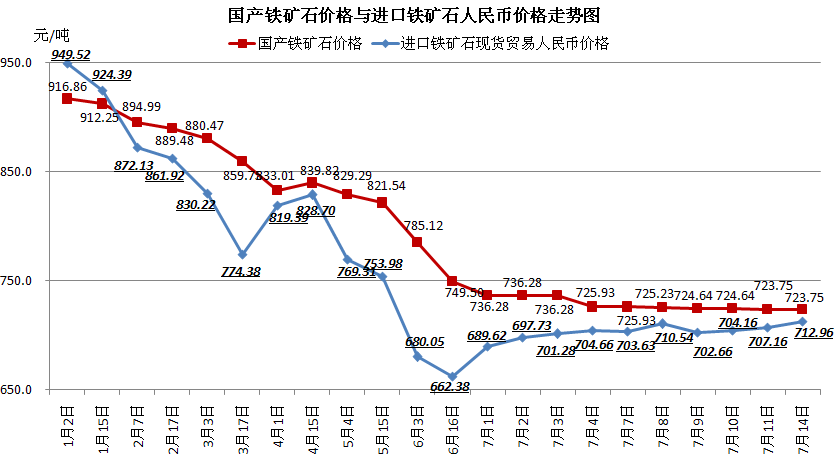 国产铁矿石价格与进口铁矿石人民币价格走势图
元/吨
国产铁矿石价格
进口铁矿石现货贸易人民币价格
950.0
850.0
750.0
650.0
916.86
912.25
894.99
889.48
880.47
859.73
833.01
839.82
829.29
821.54
785.12
749.50
736.28
736.28
736.28
725.93
725.93
725.23
724.64
724.64
723.75
723.75
949.52
924.39
872.13
861.92
830.22
774.38
819.39
828.70
769.31
753.98
680.05
662.38
689.62
697.73
701.28
704.66
703.63
710.54
702.66
704.16
707.16
712.96
1月2日
1月15日
2月7日
2月17日
3月3日
3月17日
4月1日
4月15日
5月4日
5月15日
6月3日
6月16日
7月1日
7月2日
7月3日
7月4日
7月7日
7月8日
7月9日
7月10日
7月11日
7月14日